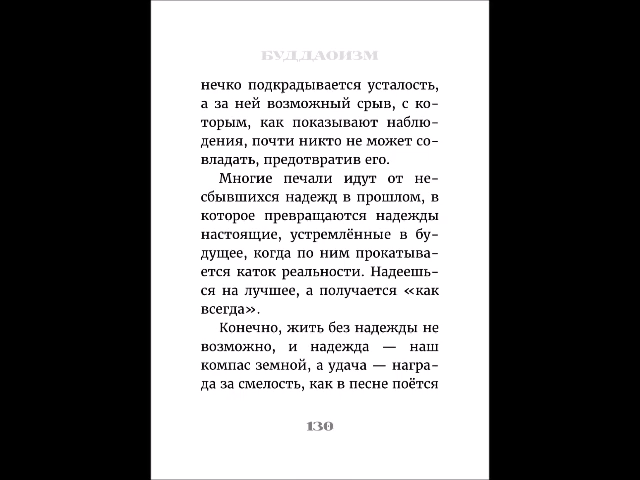 БУДДАОИЗМ
нечко подкрадывается усталость,
а за ней возможный срыв, с ко-
торым, как показывают наблю-
дения, почти никто не может со-
владать, предотвратив его.
Многие печали идут от не-
сбывшихся надежд в прошлом, в
которое превращаются надежды
настоящие, устремлённые в бу-
дущее, когда по ним прокатыва-
ется каток реальности. Надеешь-
ся на лучшее, а получается «как
всегда».
Конечно, жить без надежды не
возможно, и надежда — наш
компас земной, а удача — награ-
да за смелость, как в песне поётся
130